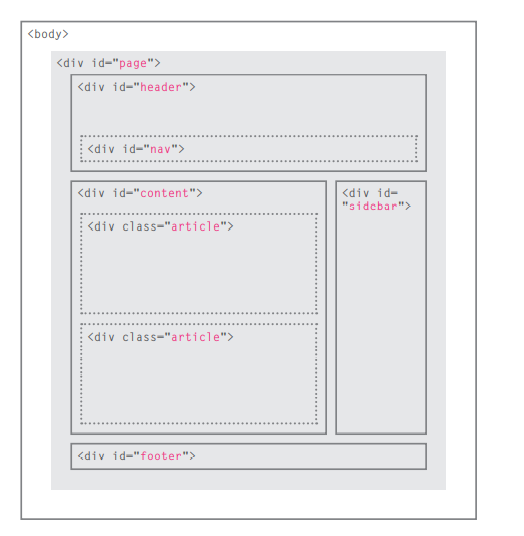 <body>
<div id="page">
<div id="header">
<div id="nav">
<div id="content">
<div class="article">
<div class="article">
<div id=
"sidebar">
<div id="footer">